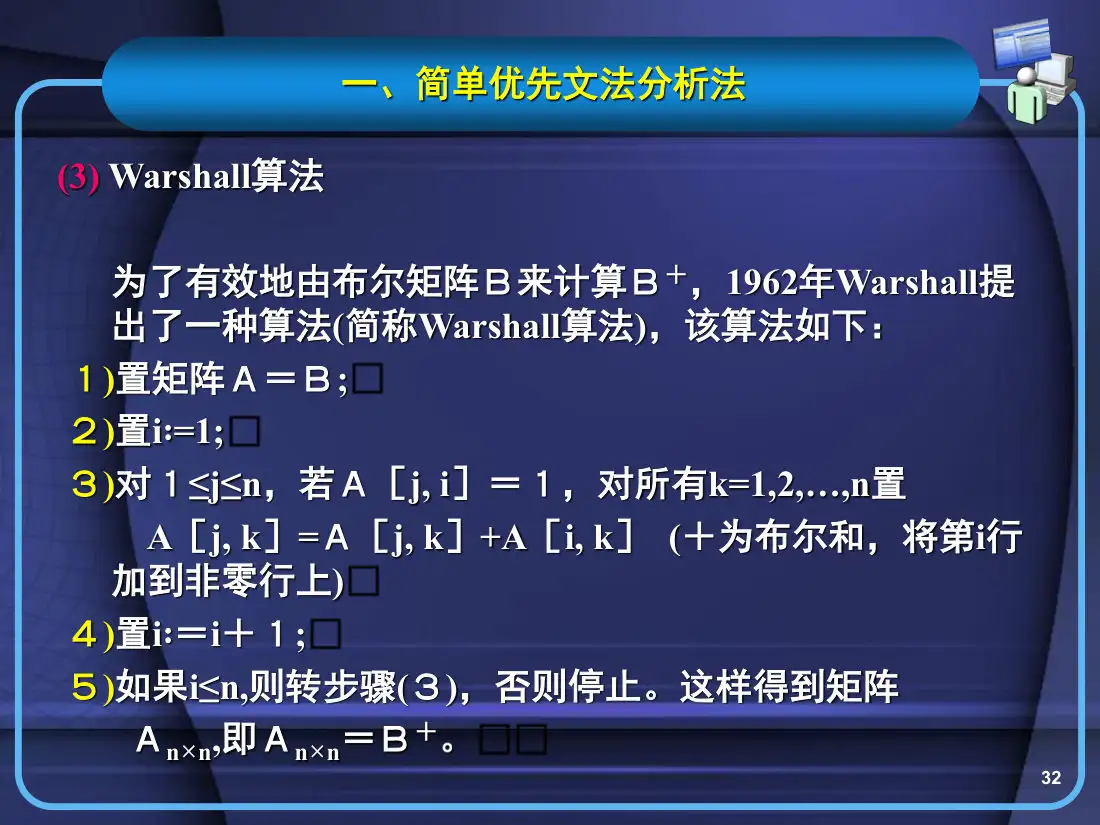 一、简单优先文法分析法
(3) Warshall算法
为了有效地由布尔矩阵Ｂ来计算Ｂ＋，1962年Warshall提
出了一种算法(简称Warshall算法)，该算法如下：
１)置矩阵Ａ＝Ｂ;□
２)置i:=1;□
３)对１≤j≤n，若Ａ［j, i］＝１，对所有k=1,2,…,n置
A［j, k］=Ａ［j, k］+A［i, k］ (＋为布尔和，将第i行
加到非零行上)□
４)置i:＝i＋１;□
５)如果i≤n,则转步骤(３)，否则停止。这样得到矩阵
Ａn×n,即Ａn×n＝Ｂ＋。□□
32